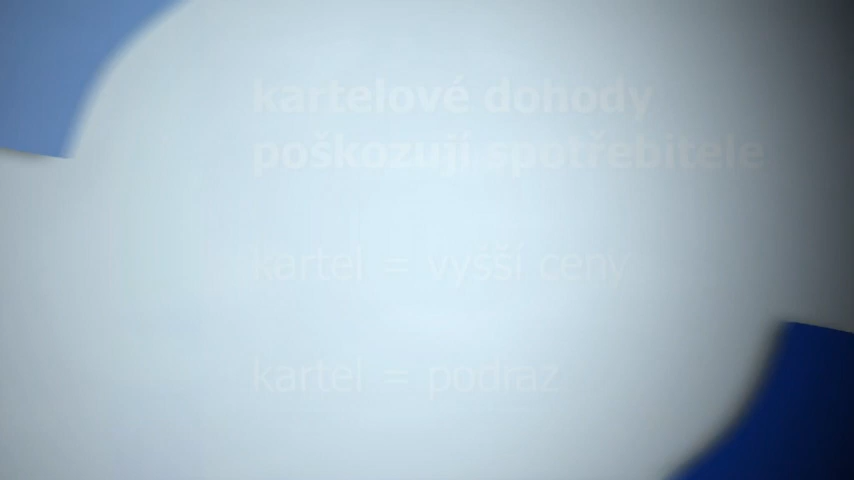 kartelové dohody
poškozují spotřebitele
kartel = vyšší ceny
kartel = podraz